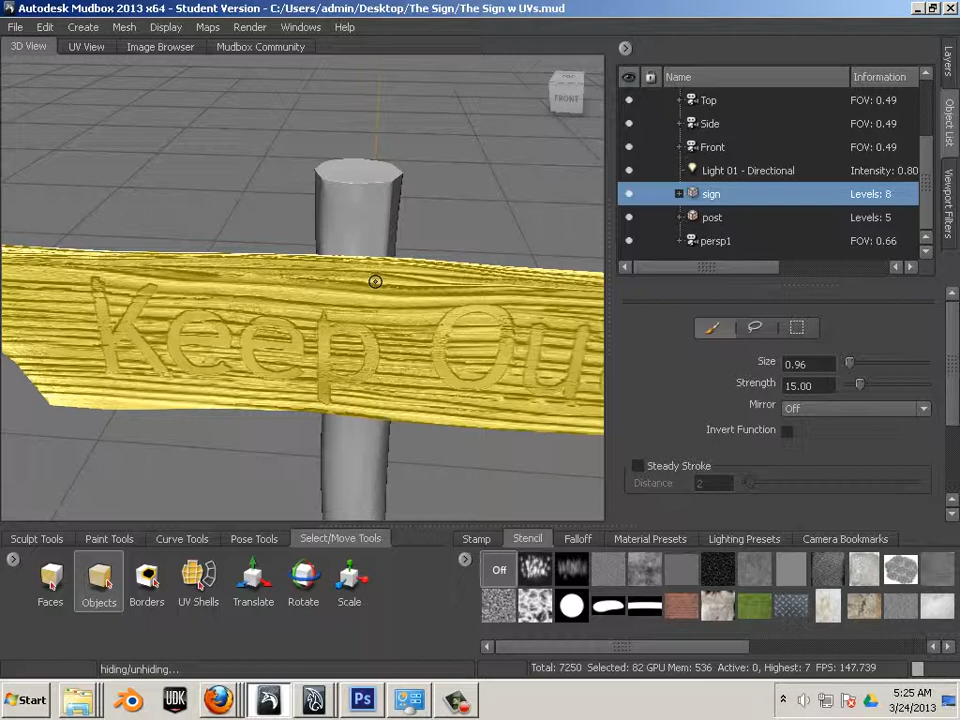 Autodesk Mudbox 2013 x64 - Student Version - C:/Users/admin/Desktop/The Sign/The Sign w UVs.mud
File Edit Create Mesh Display Maps Render Windows Help
3D View UV View Image Browser Mudbox Community
FRONT
Name Information
Top FOV: 0.49
Side FOV: 0.49
Front FOV: 0.49
Light 01 - Directional Intensity: 0.80
sign Levels: 8
post Levels: 5
persp1 FOV: 0.66
Layers
Object List
Viewport Filters
Keep Ou
Size 0.96
Strength 15.00
Mirror Off
Invert Function
Steady Stroke
Distance 2
Sculpt Tools Paint Tools Curve Tools Pose Tools Select/Move Tools
Stamp Stencil Falloff Material Presets Lighting Presets Camera Bookmarks
Off
Faces Objects Borders UV Shells Translate Rotate Scale
hiding/unhiding... Total: 7250 Selected: 82 GPU Mem: 536 Active: 0, Highest: 7 FPS: 147.739
Start UDK Ps 5:25 AM
3/24/2013